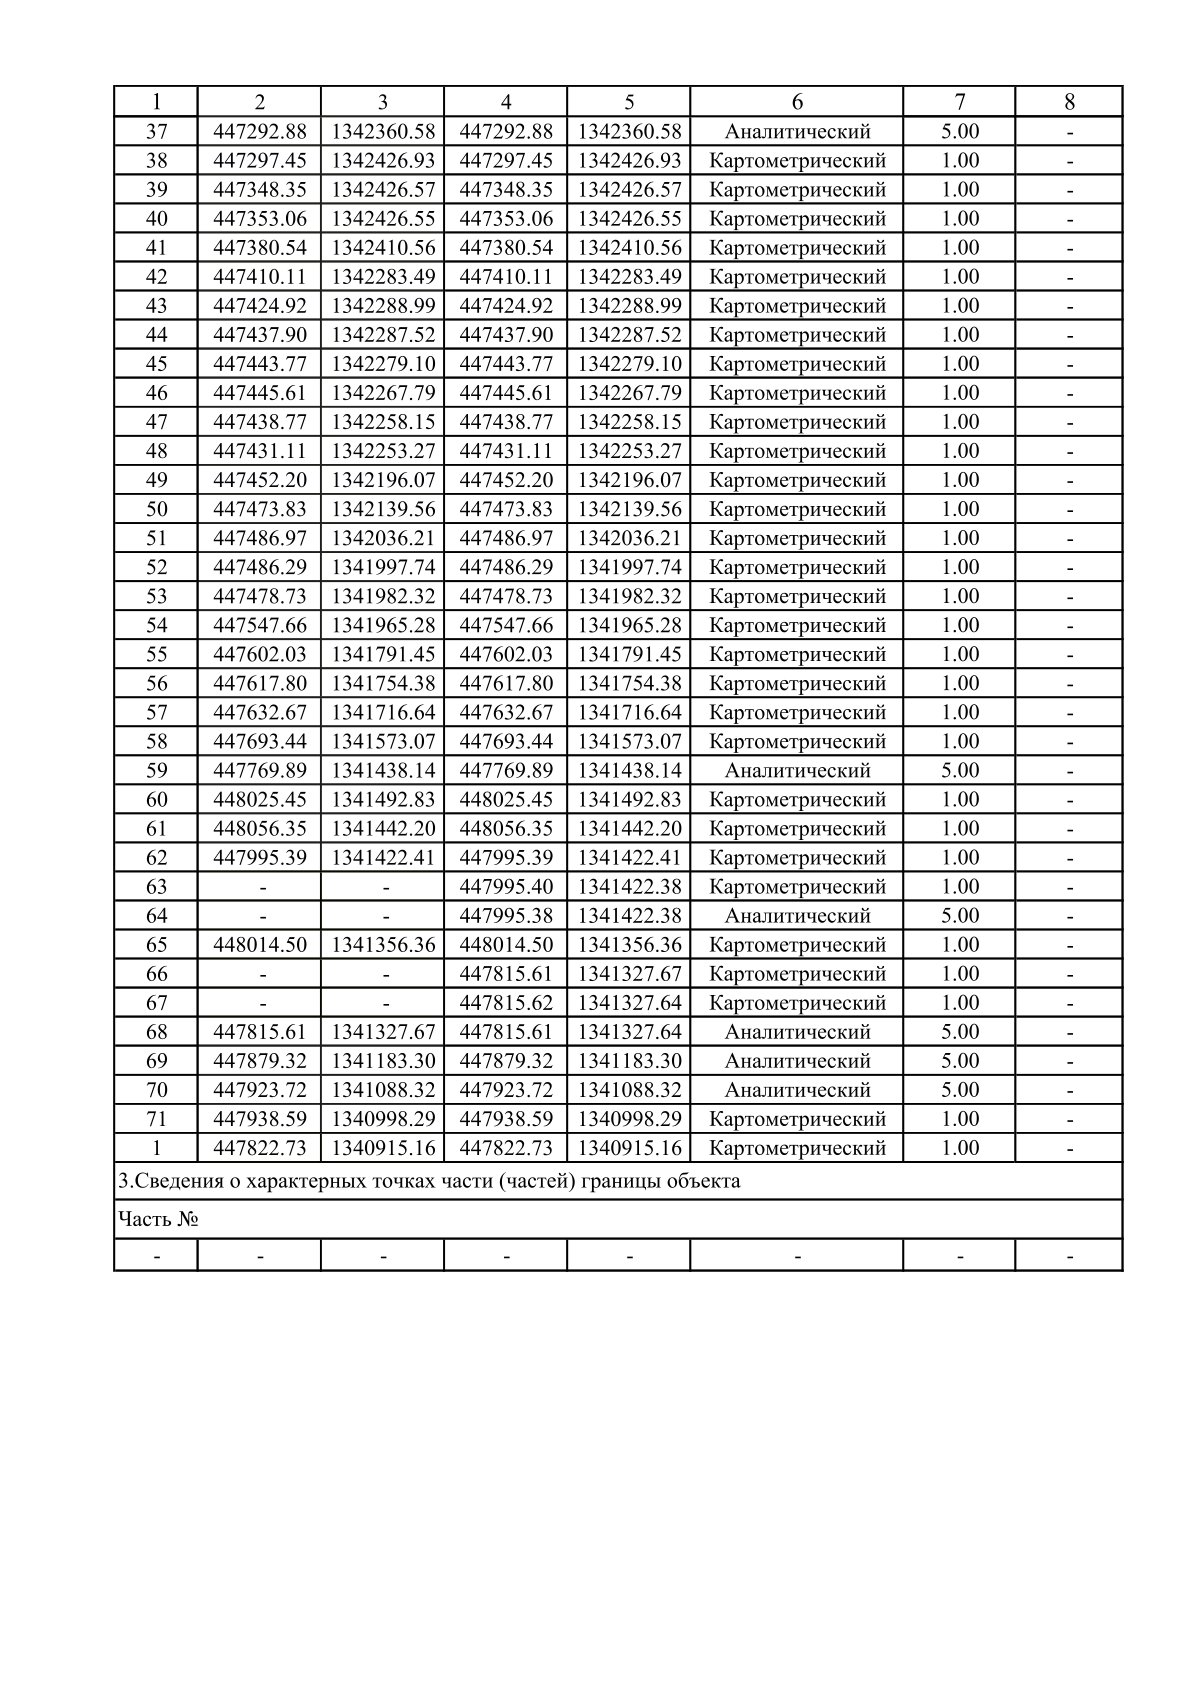 1 2 3 4 5 6 7 8
37 447292.88 1342360.58 447292.88 1342360.58 Аналитический 5.00 -
38 447297.45 1342426.93 447297.45 1342426.93 Картометрический 1.00 -
39 447348.35 1342426.57 447348.35 1342426.57 Картометрический 1.00 -
40 447353.06 1342426.55 447353.06 1342426.55 Картометрический 1.00 -
41 447380.54 1342410.56 447380.54 1342410.56 Картометрический 1.00 -
42 447410.11 1342283.49 447410.11 1342283.49 Картометрический 1.00 -
43 447424.92 1342288.99 447424.92 1342288.99 Картометрический 1.00 -
44 447437.90 1342287.52 447437.90 1342287.52 Картометрический 1.00 -
45 447443.77 1342279.10 447443.77 1342279.10 Картометрический 1.00 -
46 447445.61 1342267.79 447445.61 1342267.79 Картометрический 1.00 -
47 447438.77 1342258.15 447438.77 1342258.15 Картометрический 1.00 -
48 447431.11 1342253.27 447431.11 1342253.27 Картометрический 1.00 -
49 447452.20 1342196.07 447452.20 1342196.07 Картометрический 1.00 -
50 447473.83 1342139.56 447473.83 1342139.56 Картометрический 1.00 -
51 447486.97 1342036.21 447486.97 1342036.21 Картометрический 1.00 -
52 447486.29 1341997.74 447486.29 1341997.74 Картометрический 1.00 -
53 447478.73 1341982.32 447478.73 1341982.32 Картометрический 1.00 -
54 447547.66 1341965.28 447547.66 1341965.28 Картометрический 1.00 -
55 447602.03 1341791.45 447602.03 1341791.45 Картометрический 1.00 -
56 447617.80 1341754.38 447617.80 1341754.38 Картометрический 1.00 -
57 447632.67 1341716.64 447632.67 1341716.64 Картометрический 1.00 -
58 447693.44 1341573.07 447693.44 1341573.07 Картометрический 1.00 -
59 447769.89 1341438.14 447769.89 1341438.14 Аналитический 5.00 -
60 448025.45 1341492.83 448025.45 1341492.83 Картометрический 1.00 -
61 448056.35 1341442.20 448056.35 1341442.20 Картометрический 1.00 -
62 447995.39 1341422.41 447995.39 1341422.41 Картометрический 1.00 -
63 - - 447995.40 1341422.38 Картометрический 1.00 -
64 - - 447995.38 1341422.38 Аналитический 5.00 -
65 448014.50 1341356.36 448014.50 1341356.36 Картометрический 1.00 -
66 - - 447815.61 1341327.67 Картометрический 1.00 -
67 - - 447815.62 1341327.64 Картометрический 1.00 -
68 447815.61 1341327.67 447815.61 1341327.64 Аналитический 5.00 -
69 447879.32 1341183.30 447879.32 1341183.30 Аналитический 5.00 -
70 447923.72 1341088.32 447923.72 1341088.32 Аналитический 5.00 -
71 447938.59 1340998.29 447938.59 1340998.29 Картометрический 1.00 -
1 447822.73 1340915.16 447822.73 1340915.16 Картометрический 1.00 -
3.Сведения о характерных точках части (частей) границы объекта
Часть №
- - - - - - - -